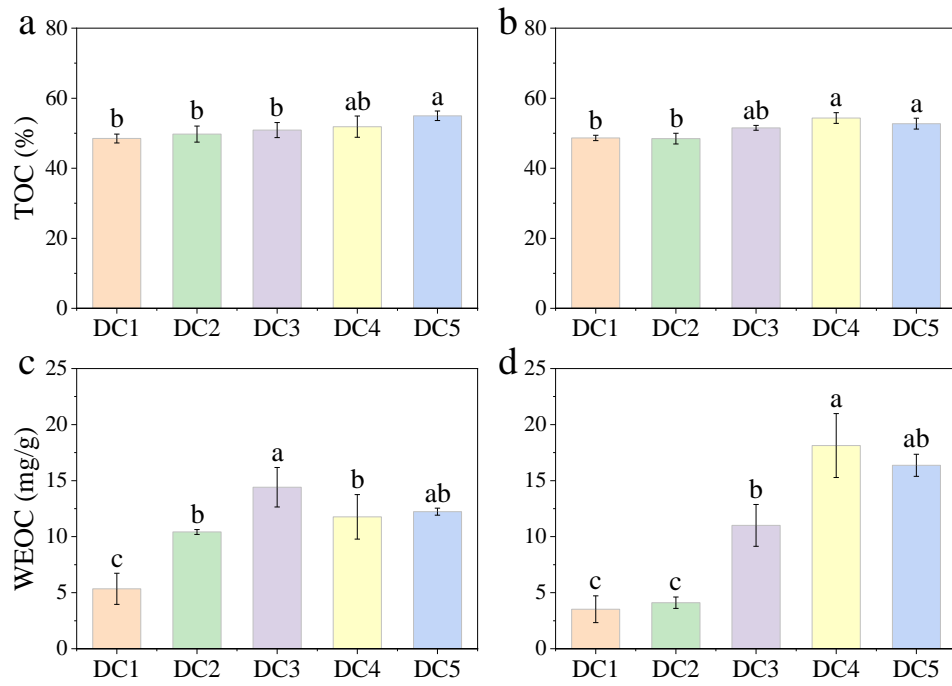 a
80
60
40
20
0
TOC (%)
b b b ab a
DC1 DC2 DC3 DC4 DC5
b
80
60
40
20
0
b b ab a a
DC1 DC2 DC3 DC4 DC5
c
25
20
15
10
5
0
WEOC (mg/g)
c b a b ab
DC1 DC2 DC3 DC4 DC5
d
25
20
15
10
5
0
c c b a ab
DC1 DC2 DC3 DC4 DC5